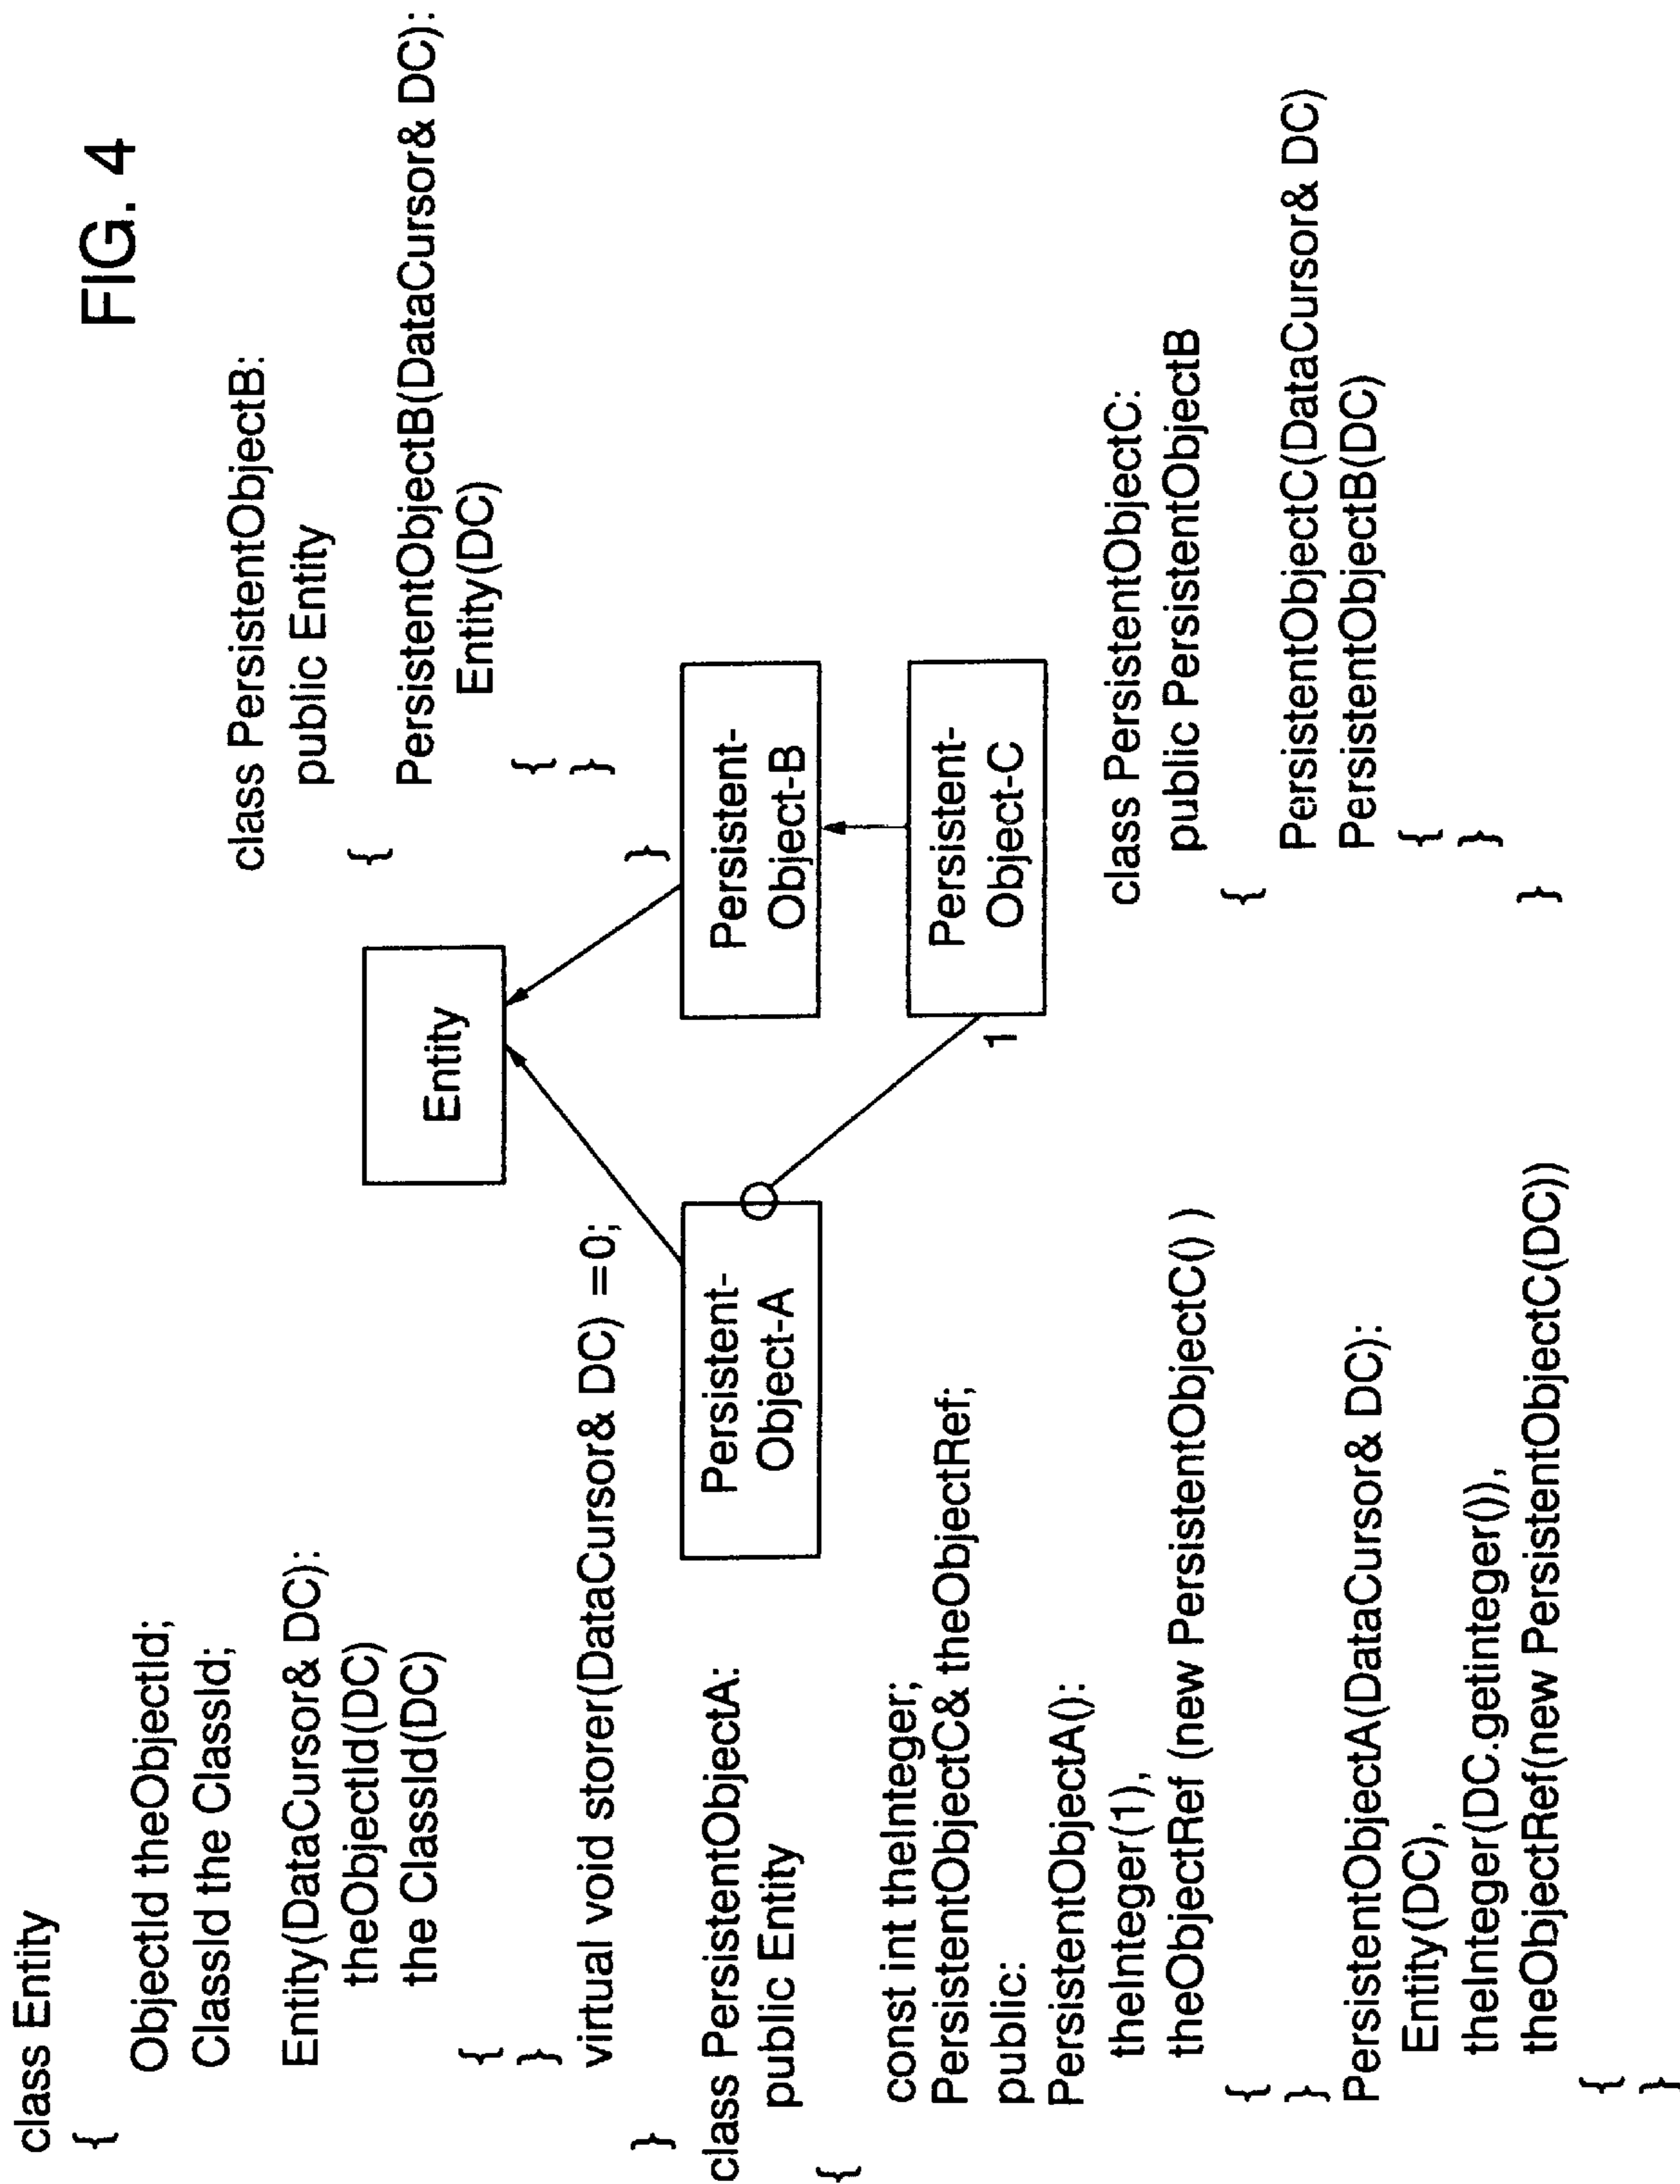 FIG. 4
class Entity
{
ObjectId theObjectId;
ClassId the ClassId;
Entity(DataCursor& DC):
theObjectId(DC)
the ClassId(DC)
{
}
virtual void storer(DataCursor& DC) =0;
}
class PersistentObjectA:
public Entity
{
const int theInteger;
PersistentObjectC& theObjectRef;
public:
PersistentObjectA():
theInteger(1),
theObjectRef (new PersistentObjectC() )
{
}
PersistentObjectA(DataCursor& DC):
Entity(DC),
theInteger(DC.getinteger()),
theObjectRef(new PersistentObjectC(DC))
{
}
Entity
Persistent-
Object-A
Persistent-
Object-B
Persistent-
Object-C
1
class PersistentObjectB:
public Entity
{
PersistentObjectB(DataCursor& DC):
Entity(DC)
{
}
}
class PersistentObjectC:
public PersistentObjectB
{
PersistentObjectC(DataCursor& DC)
PersistentObjectB(DC)
{
}
}